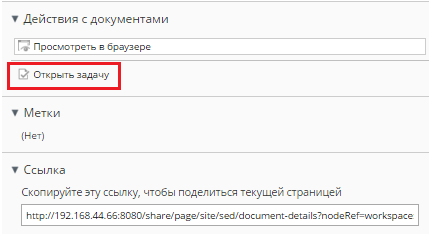 Действия с документами
Просмотреть в браузере
Открыть задачу
Метки
(Нет)
Ссылка
Скопируйте эту ссылку, чтобы поделиться текущей страницей
http://192.168.44.66:8080/share/page/site/sed/document-details?nodeRef=workspace